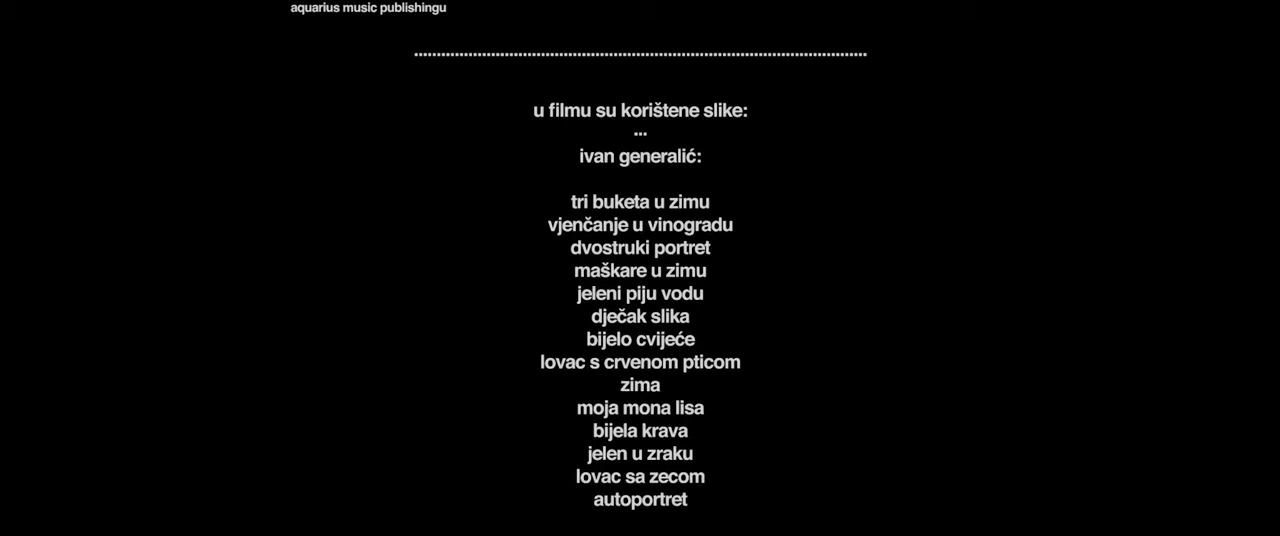 aquarius music publishingu
u filmu su korištene slike:
...
ivan generalić:
tri buketa u zimu
vjenčanje u vinogradu
dvostruki portret
maškare u zimu
jeleni piju vodu
dječak slika
bijelo cvijeće
lovac s crvenom pticom
zima
moja mona lisa
bijela krava
jelen u zraku
lovac sa zecom
autoportret